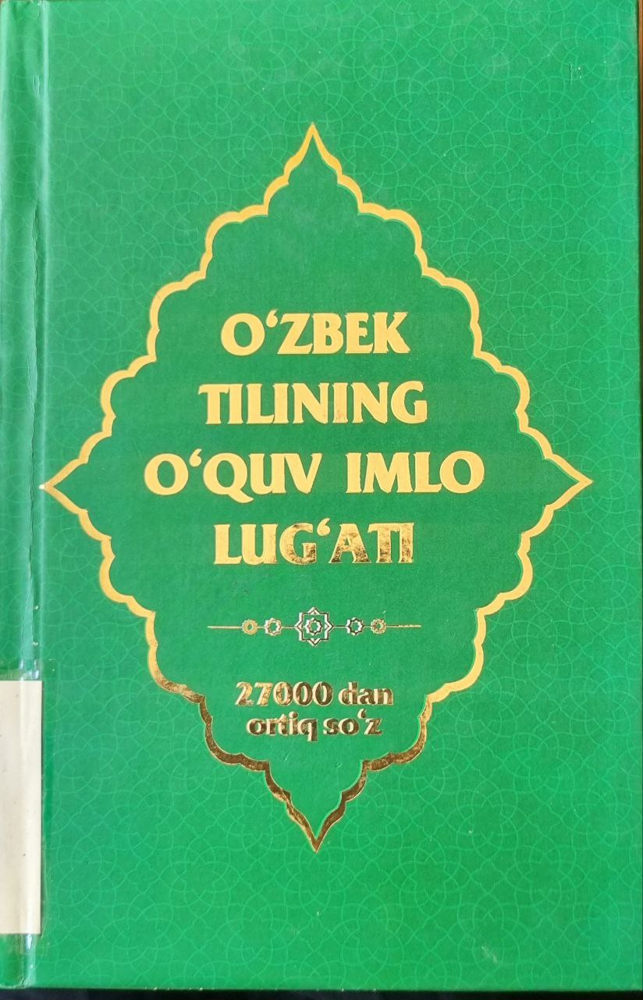 O‘ZBEK
TILINING
O‘QUV IMLO
LUG‘ATI
27000 dan
ortiq so‘z